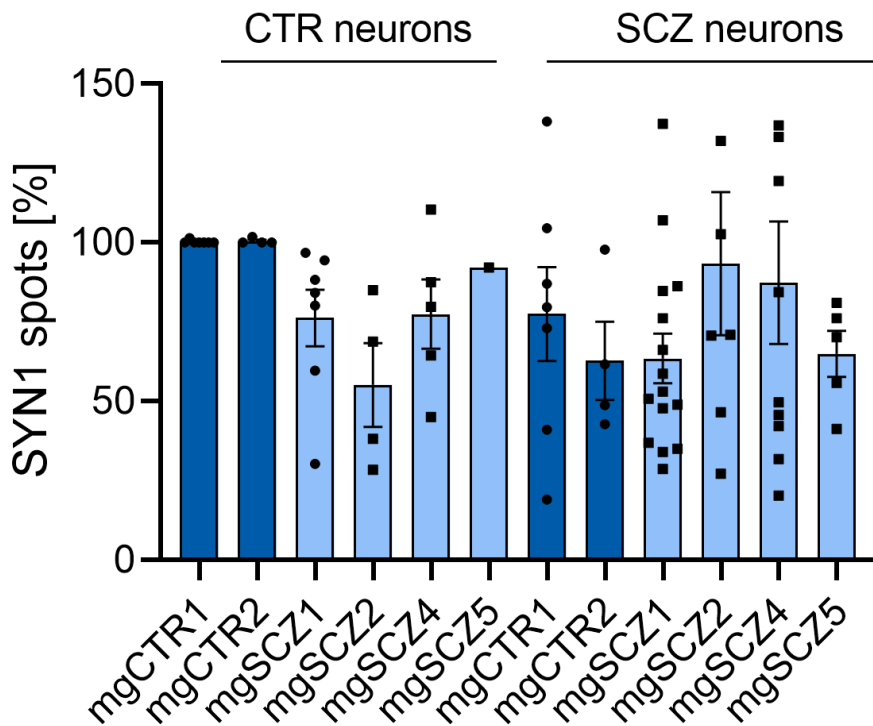 CTR neurons
SCZ neurons
SYN1 spots [%]
150
100
50
0
mgCTR1
mgCTR2
mgSCZ1
mgSCZ2
mgSCZ4
mgSCZ5
mgCTR1
mgCTR2
mgSCZ1
mgSCZ2
mgSCZ4
mgSCZ5